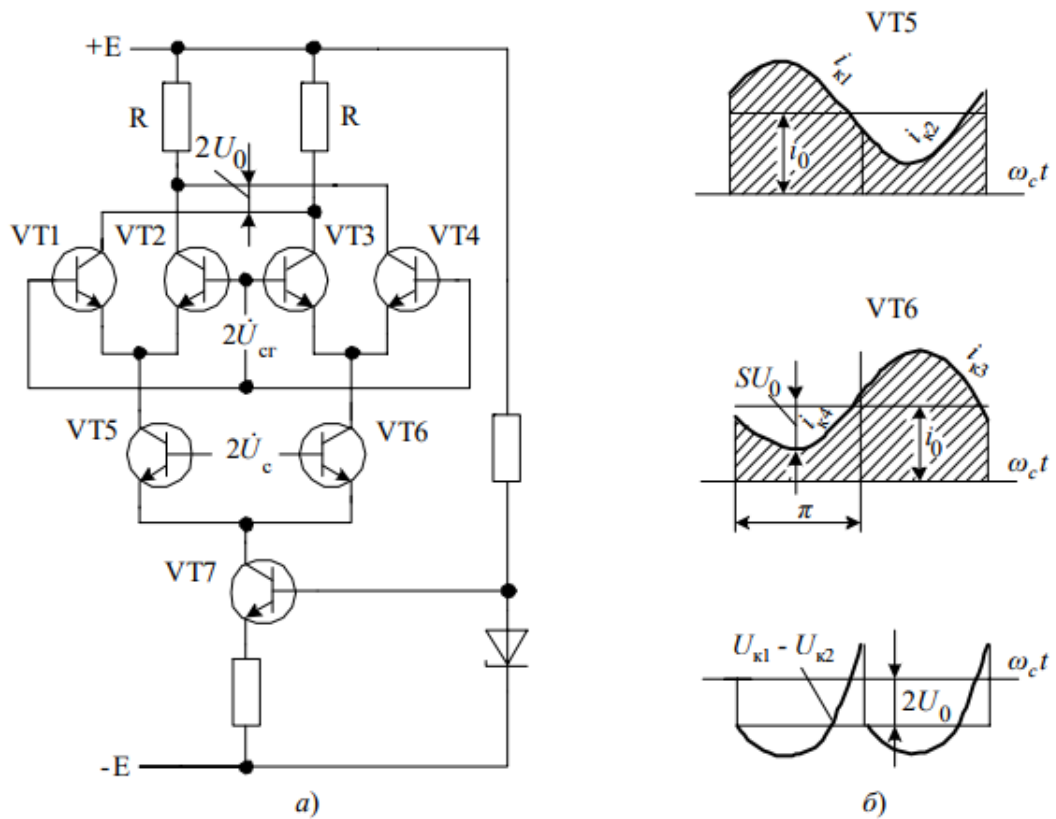 +E
R
R
2U₀
VT1
VT2
VT3
VT4
2U̇сг
VT5
2U̇с
VT6
VT7
-E
а)
VT5
iк1
i₀
iк2
ωсt
VT6
SU₀
iк4
iк3
i₀
ωсt
π
Uк1 - Uк2
ωсt
2U₀
б)